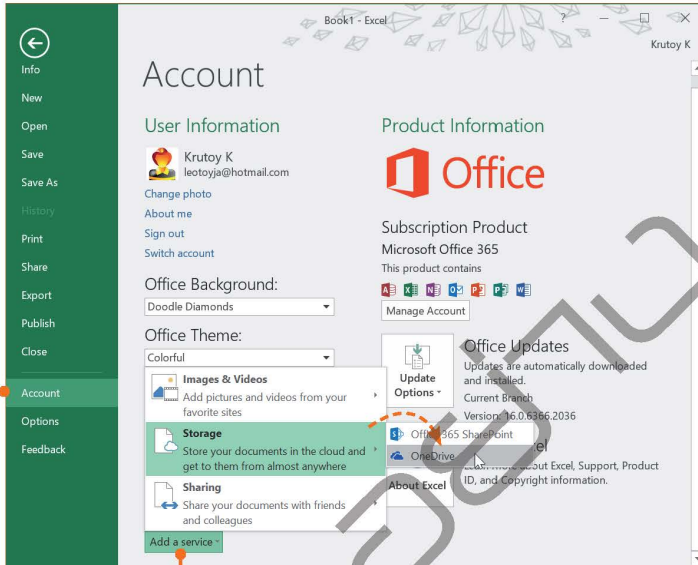 Book1 - Excel
?
Krutoy K
Info
New
Open
Save
Save As
History
Print
Share
Export
Publish
Close
Account
Options
Feedback
Account
User Information
Krutoy K
leotoyja@hotmail.com
Change photo
About me
Sign out
Switch account
Office Background:
Doodle Diamonds
Office Theme:
Colorful
Images & Videos
Add pictures and videos from your
favorite sites
Storage
Store your documents in the cloud and
get to them from almost anywhere
Sharing
Share your documents with friends
and colleagues
Add a service
Product Information
Office
Subscription Product
Microsoft Office 365
This product contains
Manage Account
Update
Options
Office Updates
Updates are automatically downloaded
and installed.
Current Branch
Version: 16.0.6366.2036
Office 365 SharePoint
OneDrive
About Excel
about Excel, Support, Product
ID, and Copyright information.